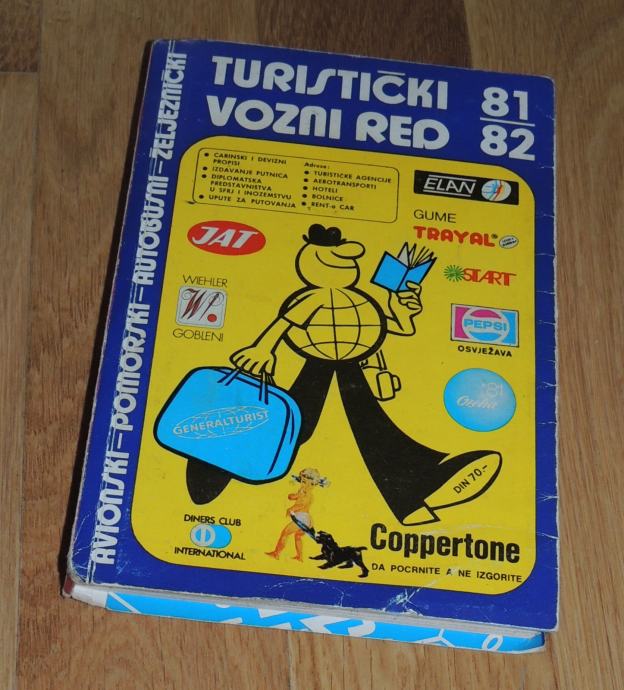 AVIONSKI-POMORSKI-AUTOBUSNI-ŽELJEZNIČKI
TURISTIČKI
VOZNI RED
81
82
• CARINSKI I DEVIZNI
PROPISI
• IZDAVANJE PUTNICA
• DIPLOMATSKA
PREDSTAVNIŠTVA
U SFRJ I INOZEMSTVU
• UPUTE ZA PUTOVANJA
Adrese:
• TURISTIČKE AGENCIJE
• AEROTRANSPORTI
• HOTELI
• BOLNICE
• RENT-a CAR
ELAN
GUME
TRAYAL
START
PEPSI
OSVJEŽAVA
81
JAT
WIEHLER
W.
GOBLENI
GENERALTURIST
DIN 70.-
DINERS CLUB
INTERNATIONAL
Coppertone
DA POCRNITE A NE IZGORITE